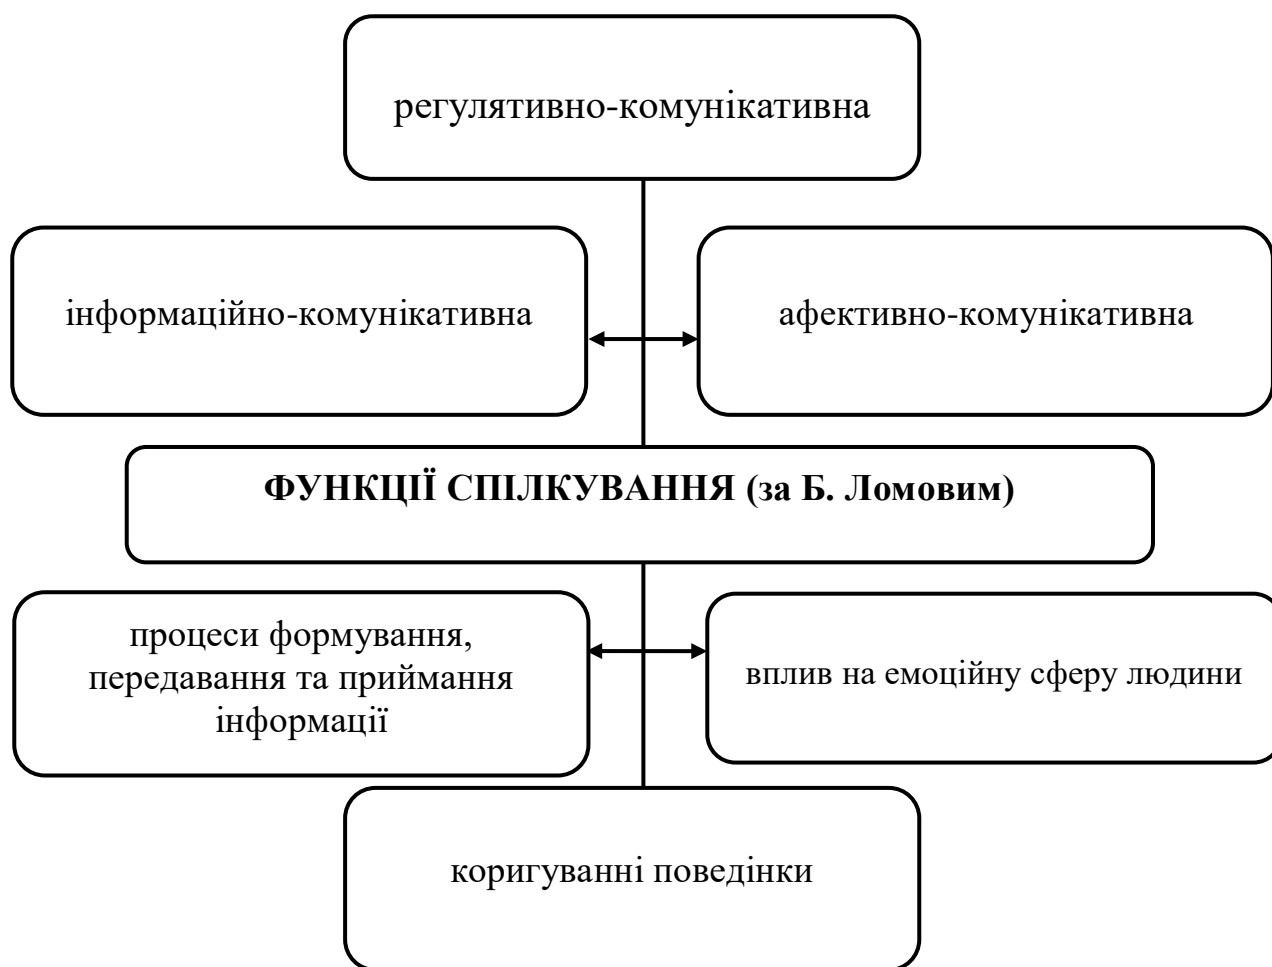 регулятивно-комунікативна
інформаційно-комунікативна
афективно-комунікативна
ФУНКЦІЇ СПІЛКУВАННЯ (за Б. Ломовим)
процеси формування,
передавання та приймання
інформації
вплив на емоційну сферу людини
коригуванні поведінки